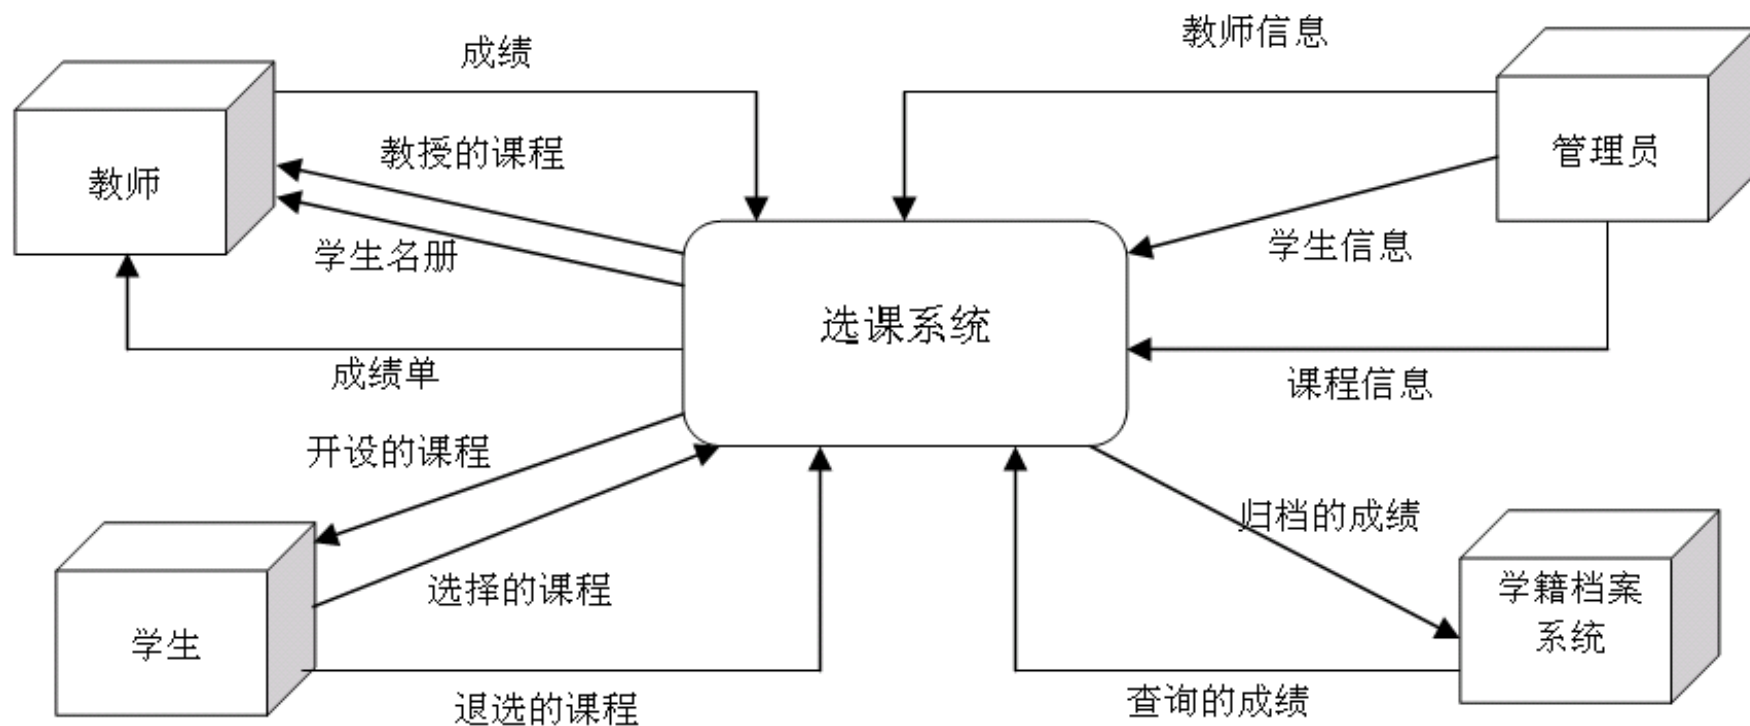 教师信息
成绩
教授的课程
管理员
教师
学生信息
学生名册
选课系统
成绩单
课程信息
开设的课程
归档的成绩
选择的课程
学籍档案
系统
学生
退选的课程
查询的成绩